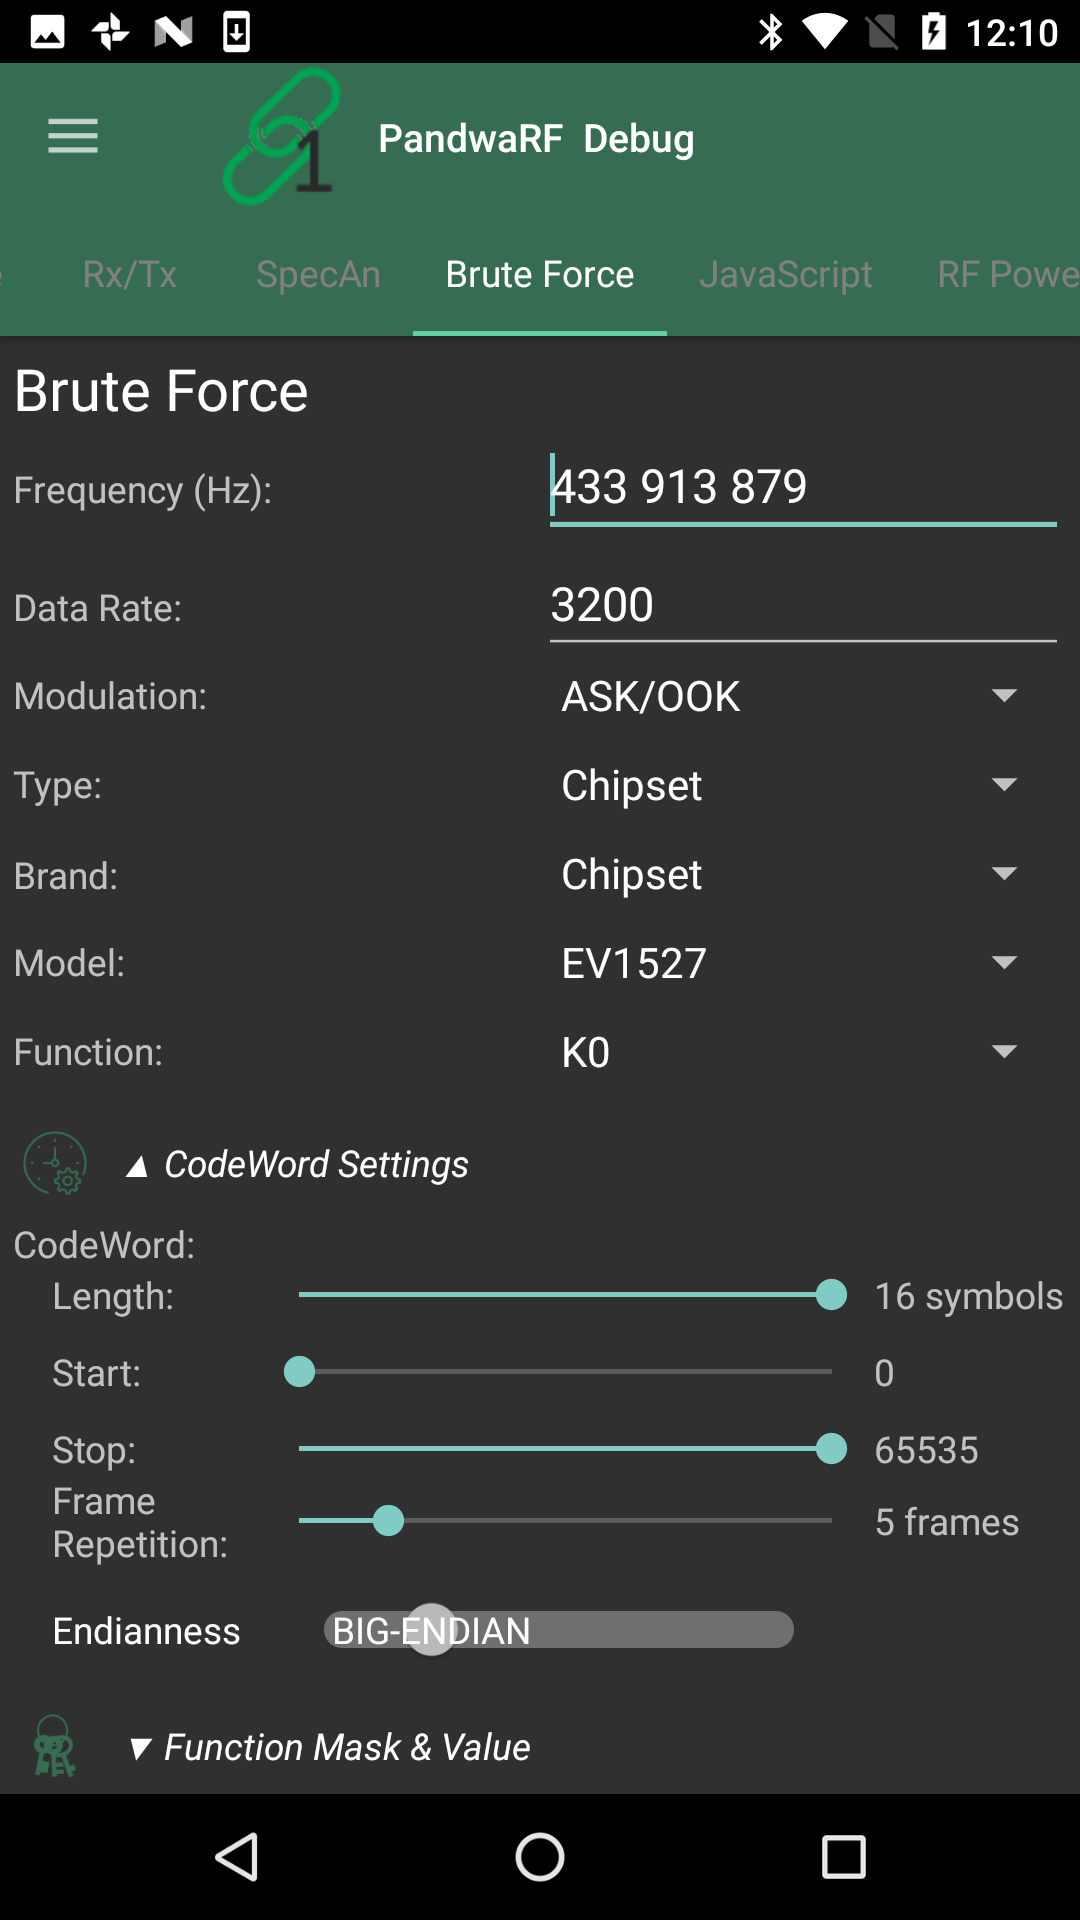 12:10
1
PandwaRF Debug
Rx/Tx SpecAn Brute Force JavaScript RF Powe
Brute Force
Frequency (Hz): 433 913 879
Data Rate: 3200
Modulation: ASK/OOK
Type: Chipset
Brand: Chipset
Model: EV1527
Function: K0
▲ CodeWord Settings
CodeWord:
Length: 16 symbols
Start: 0
Stop: 65535
Frame
Repetition: 5 frames
Endianness BIG-ENDIAN
▼ Function Mask & Value